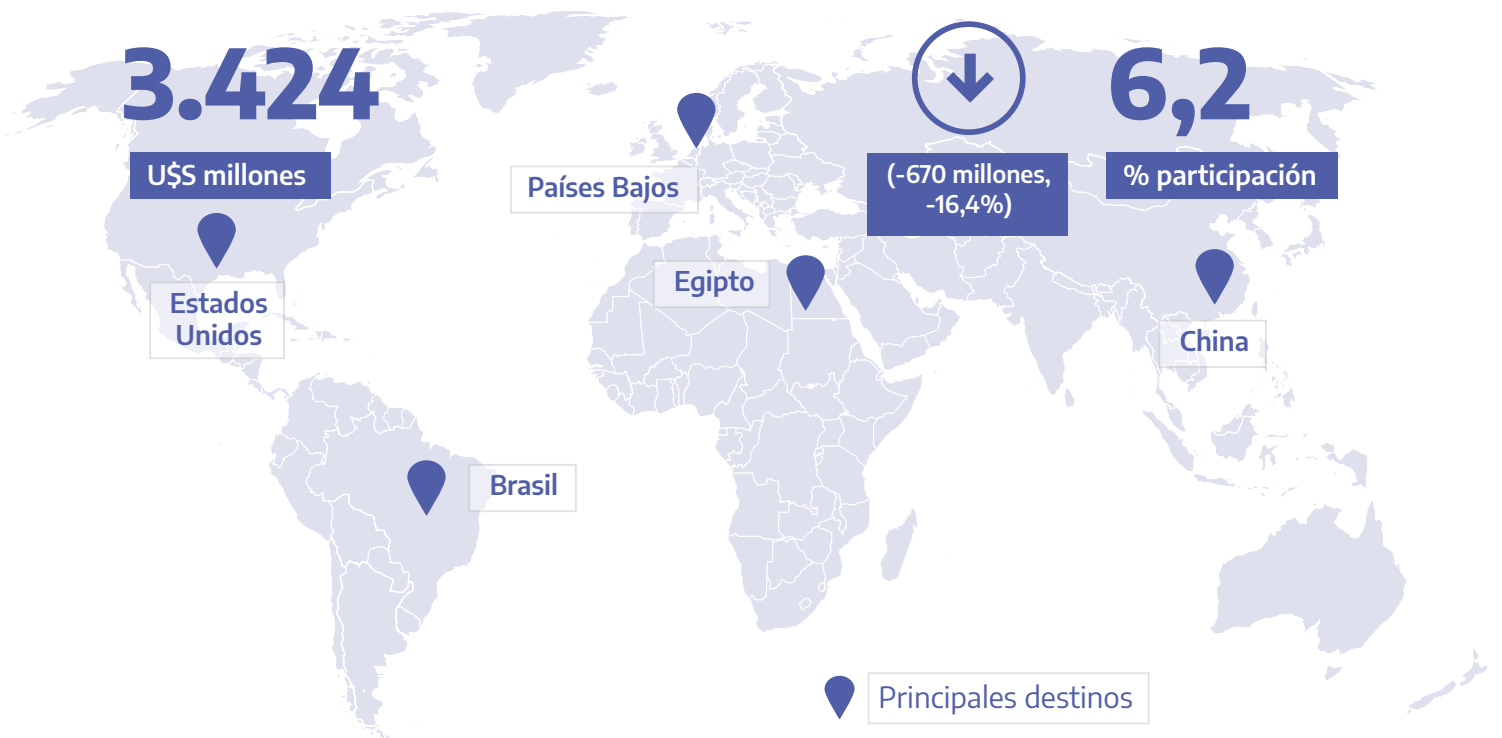 3.424
U$S millones
(-670 millones,
-16,4%)
6,2
% participación
Países Bajos
Egipto
Estados
Unidos
China
Brasil
Principales destinos